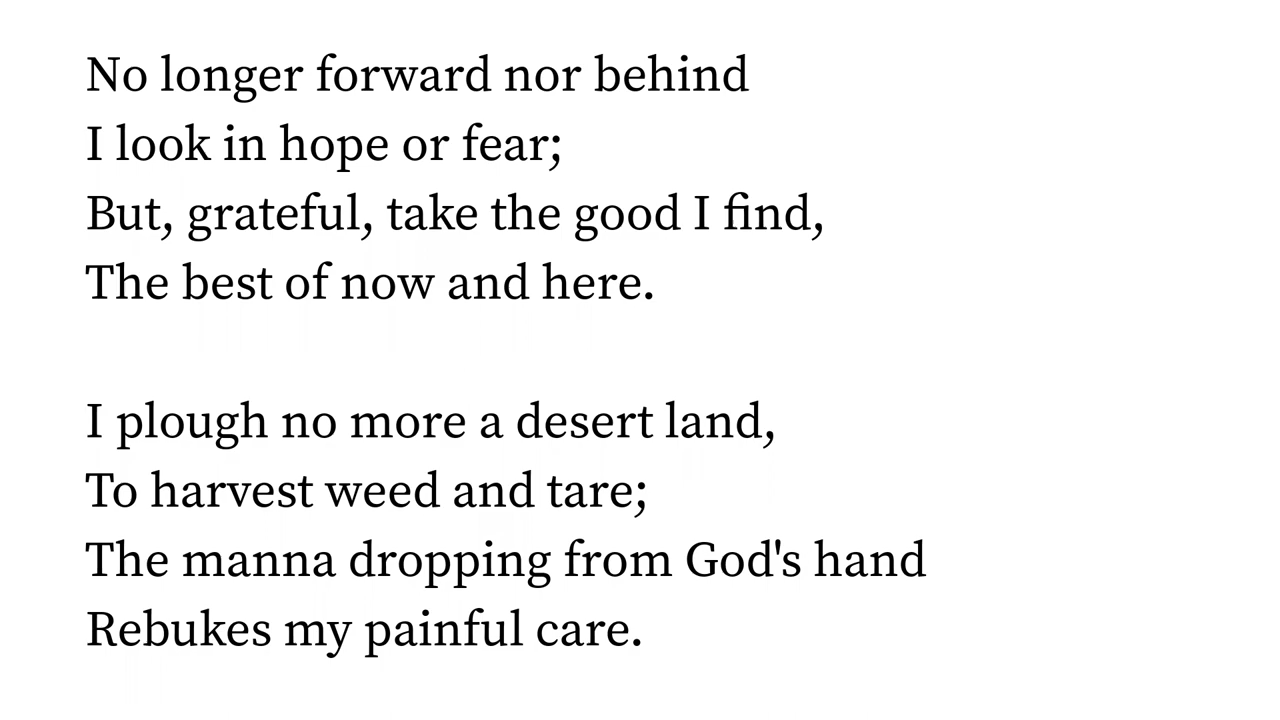 No longer forward nor behind
I look in hope or fear;
But, grateful, take the good I find,
The best of now and here.

I plough no more a desert land,
To harvest weed and tare;
The manna dropping from God's hand
Rebukes my painful care.